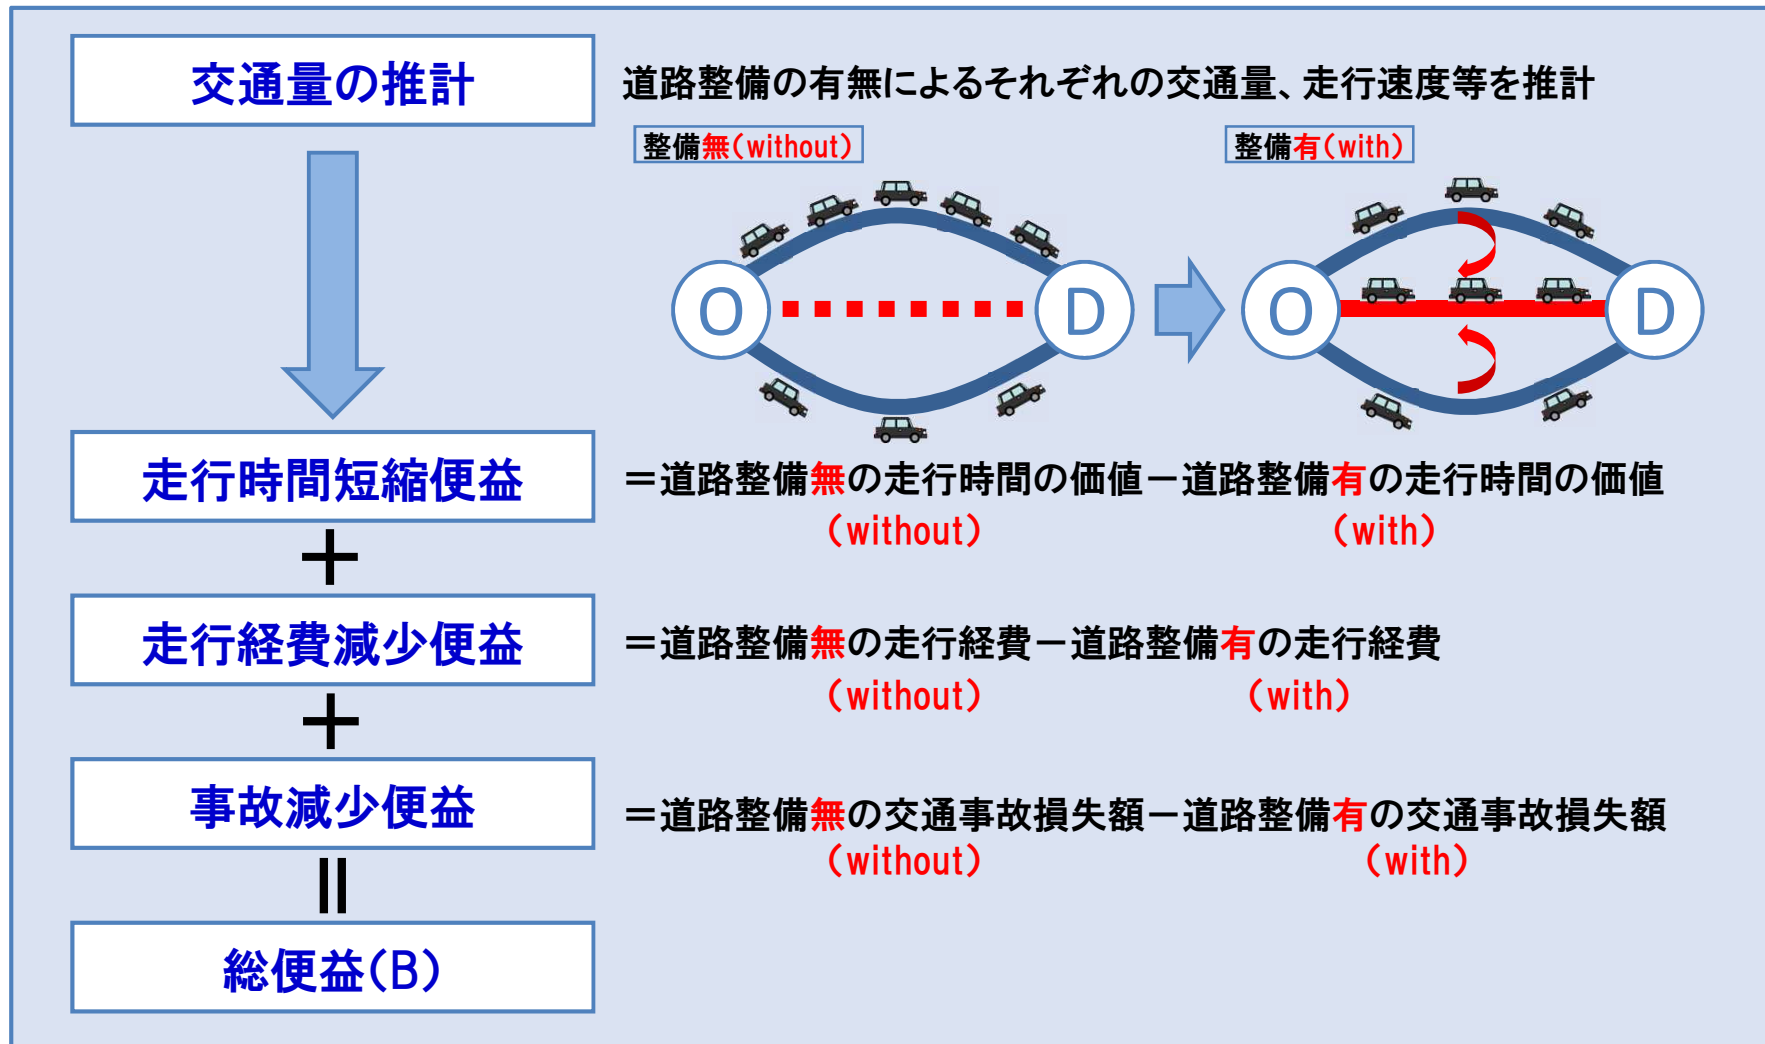 交通量の推計
道路整備の有無によるそれぞれの交通量、走行速度等を推計
整備無(without)
整備有(with)
O
D
O
D
走行時間短縮便益
=道路整備無の走行時間の価値-道路整備有の走行時間の価値
(without)
(with)
+
走行経費減少便益
=道路整備無の走行経費-道路整備有の走行経費
(without)
(with)
+
事故減少便益
=道路整備無の交通事故損失額-道路整備有の交通事故損失額
(without)
(with)
=
総便益(B)